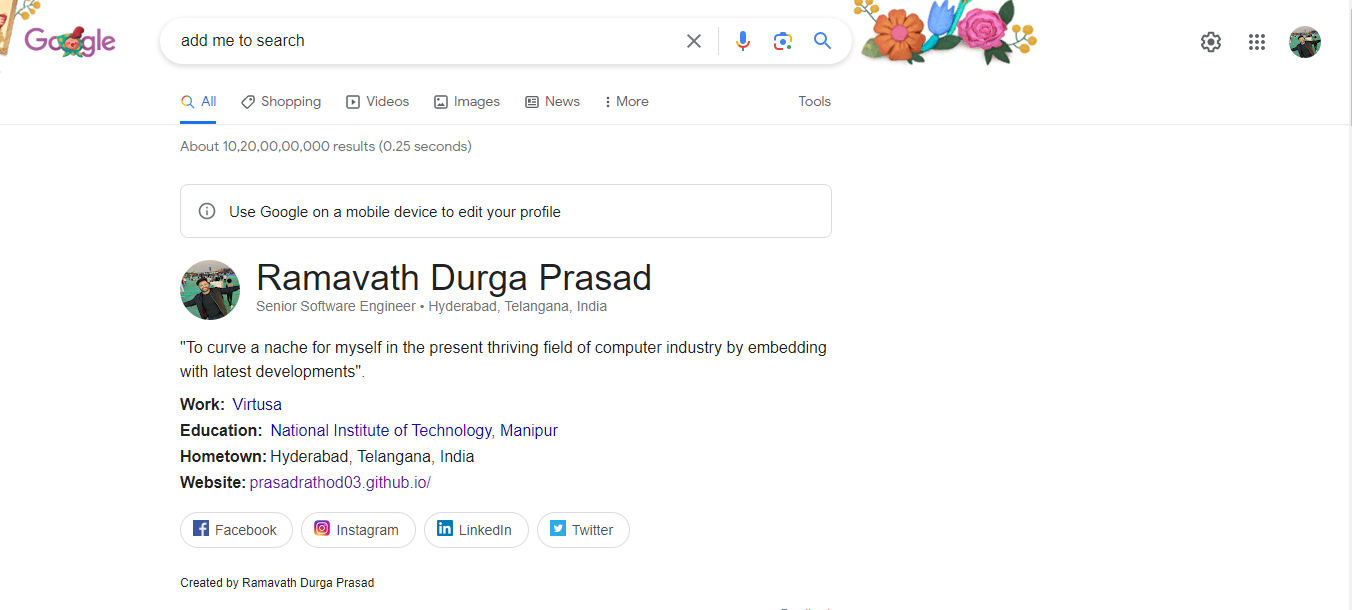 Google
add me to search
All Shopping Videos Images News More Tools
About 10,20,00,00,000 results (0.25 seconds)
Use Google on a mobile device to edit your profile
Ramavath Durga Prasad
Senior Software Engineer • Hyderabad, Telangana, India
"To curve a nache for myself in the present thriving field of computer industry by embedding
with latest developments".
Work: Virtusa
Education: National Institute of Technology, Manipur
Hometown: Hyderabad, Telangana, India
Website: prasadrathod03.github.io/
Facebook Instagram LinkedIn Twitter
Created by Ramavath Durga Prasad